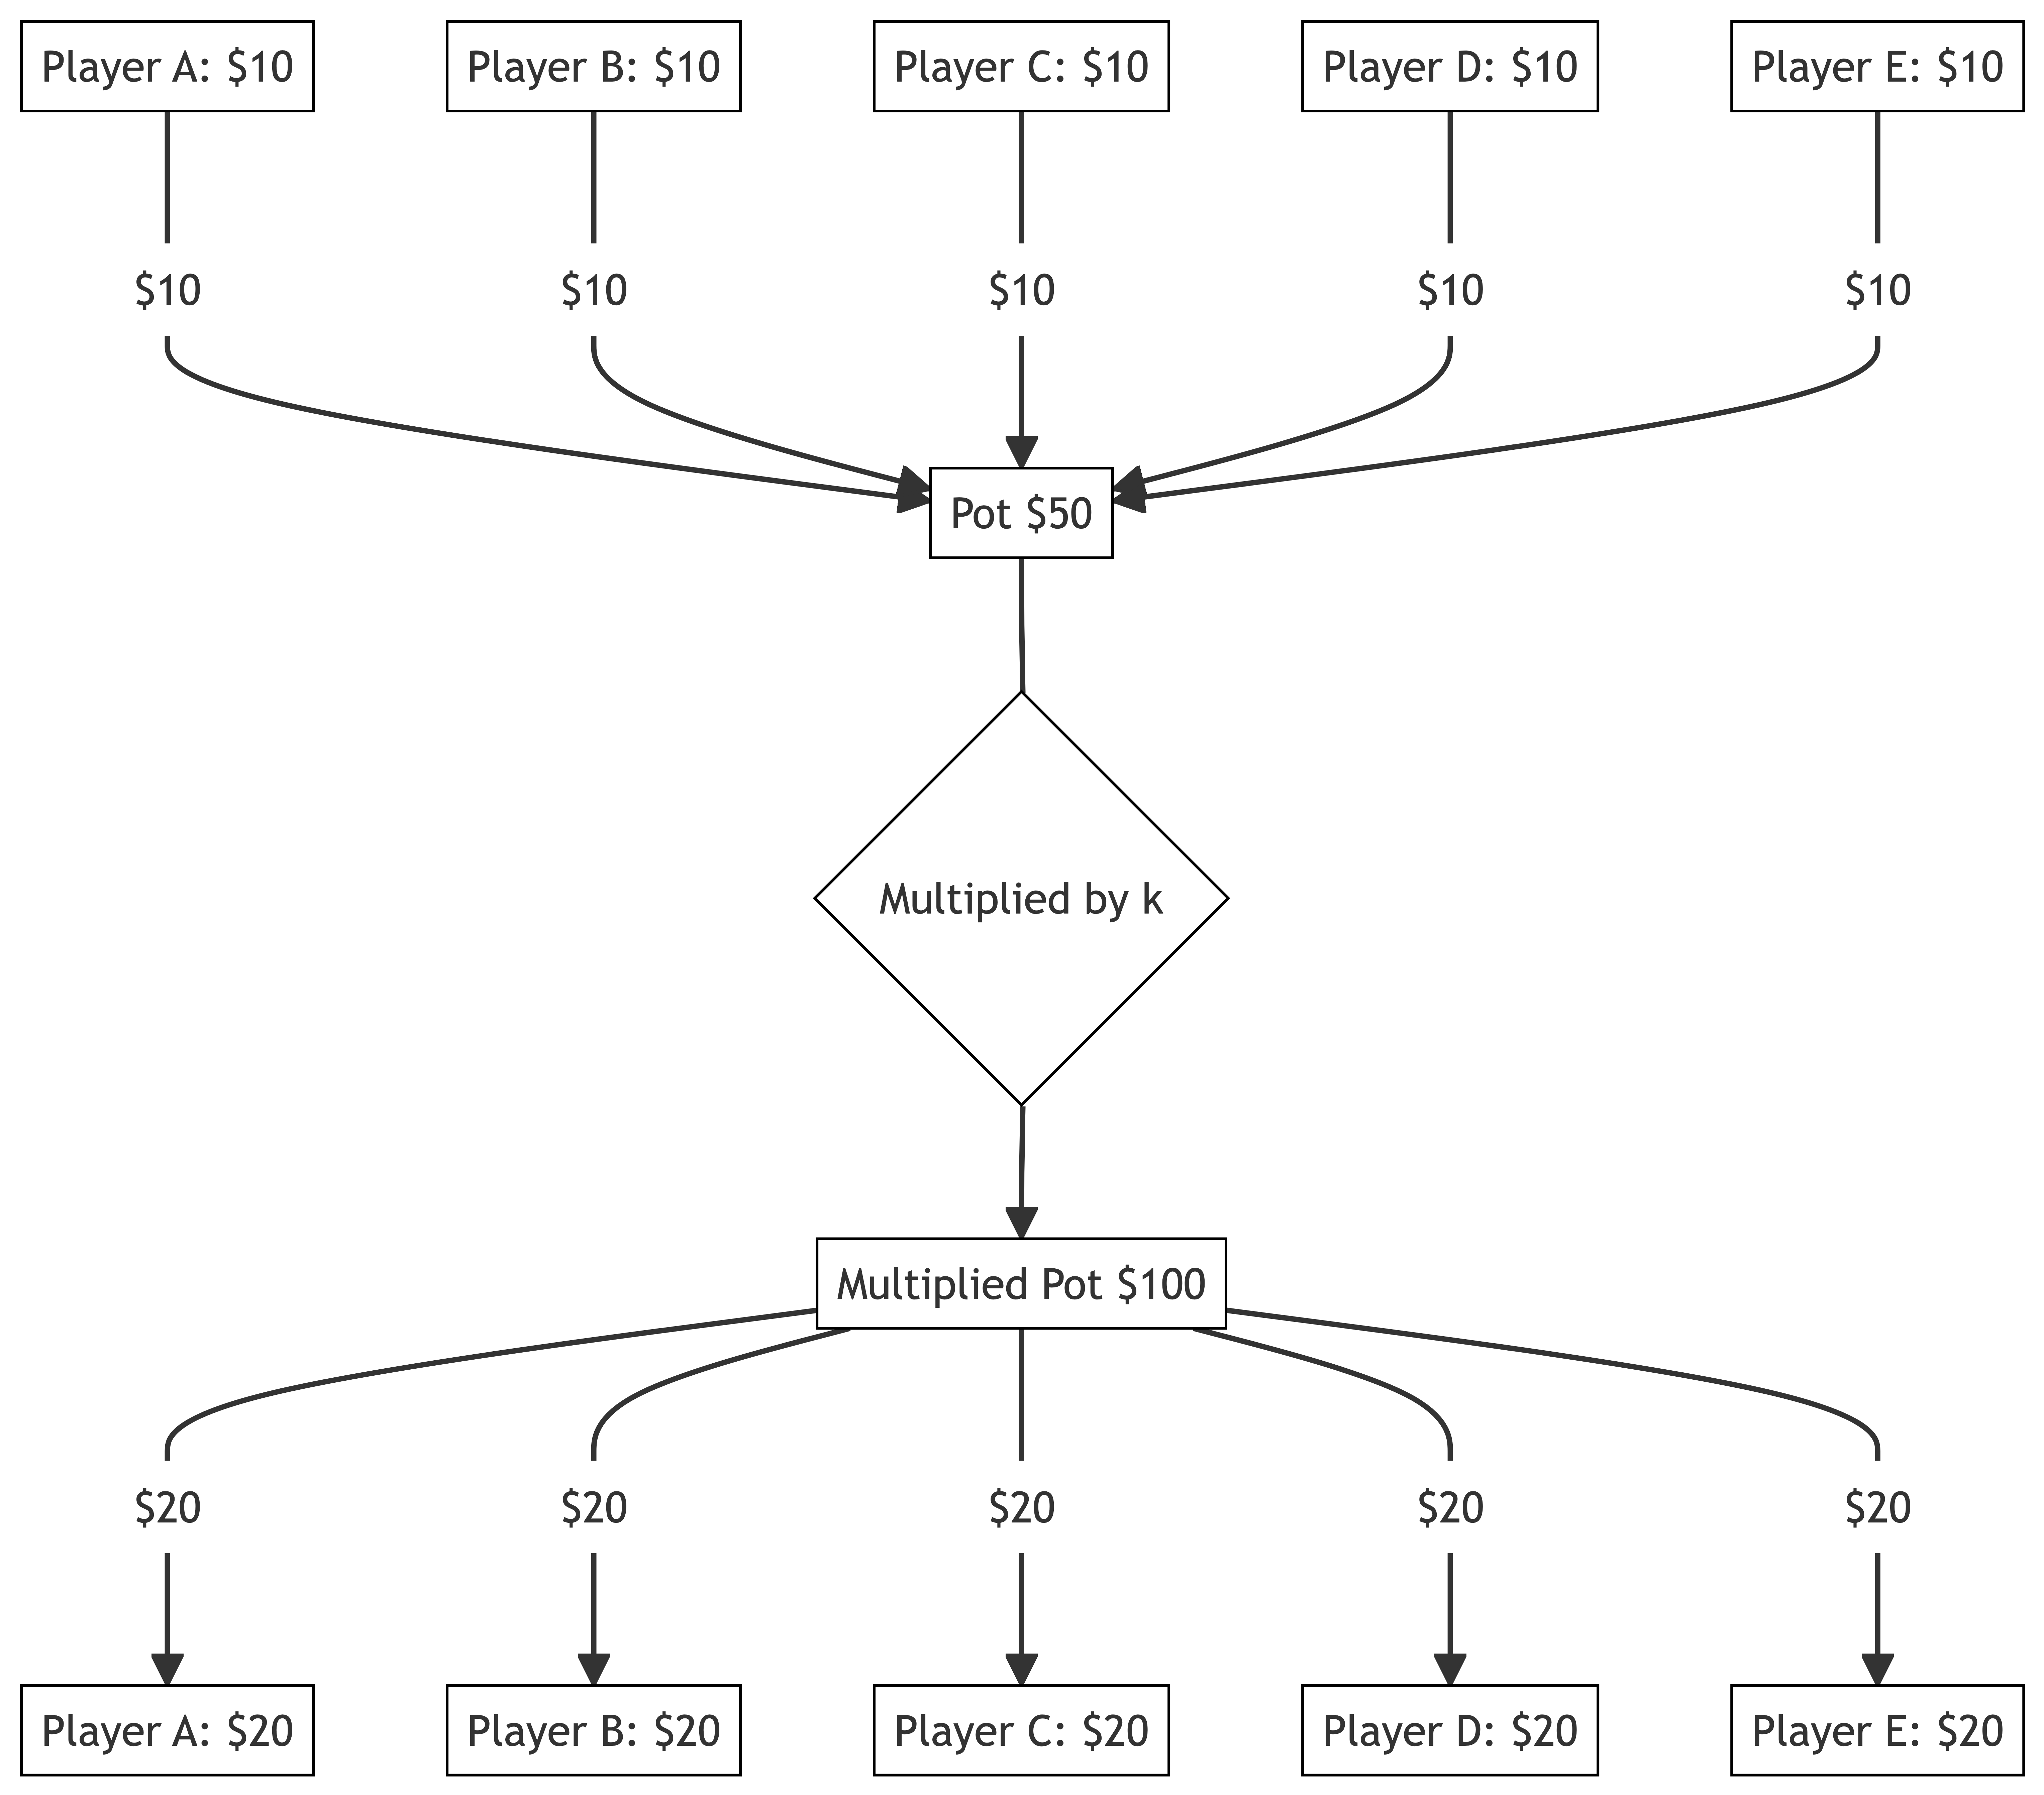 Player A: $10
Player B: $10
Player C: $10
Player D: $10
Player E: $10
$10
$10
$10
$10
$10
Pot $50
Multiplied by k
Multiplied Pot $100
$20
$20
$20
$20
$20
Player A: $20
Player B: $20
Player C: $20
Player D: $20
Player E: $20